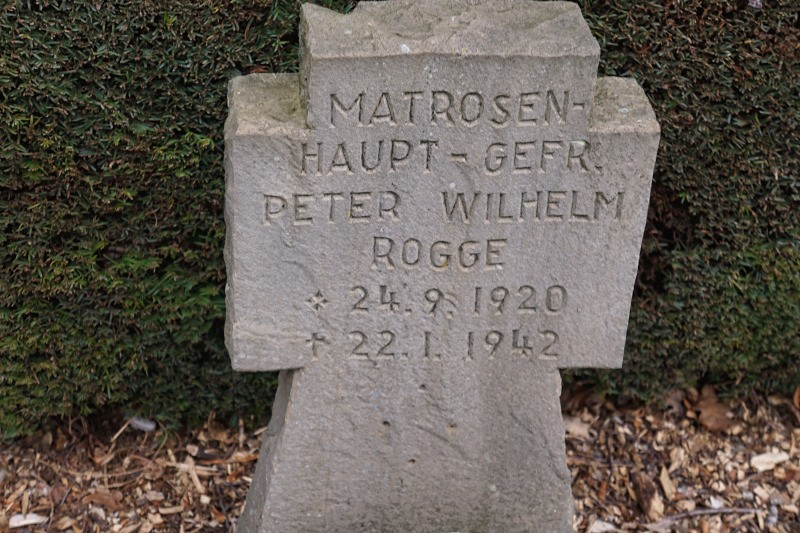 MATROSEN-
HAUPT-GEFR.
PETER WILHELM
ROGGE
✧ 24.9.1920
† 22.1.1942